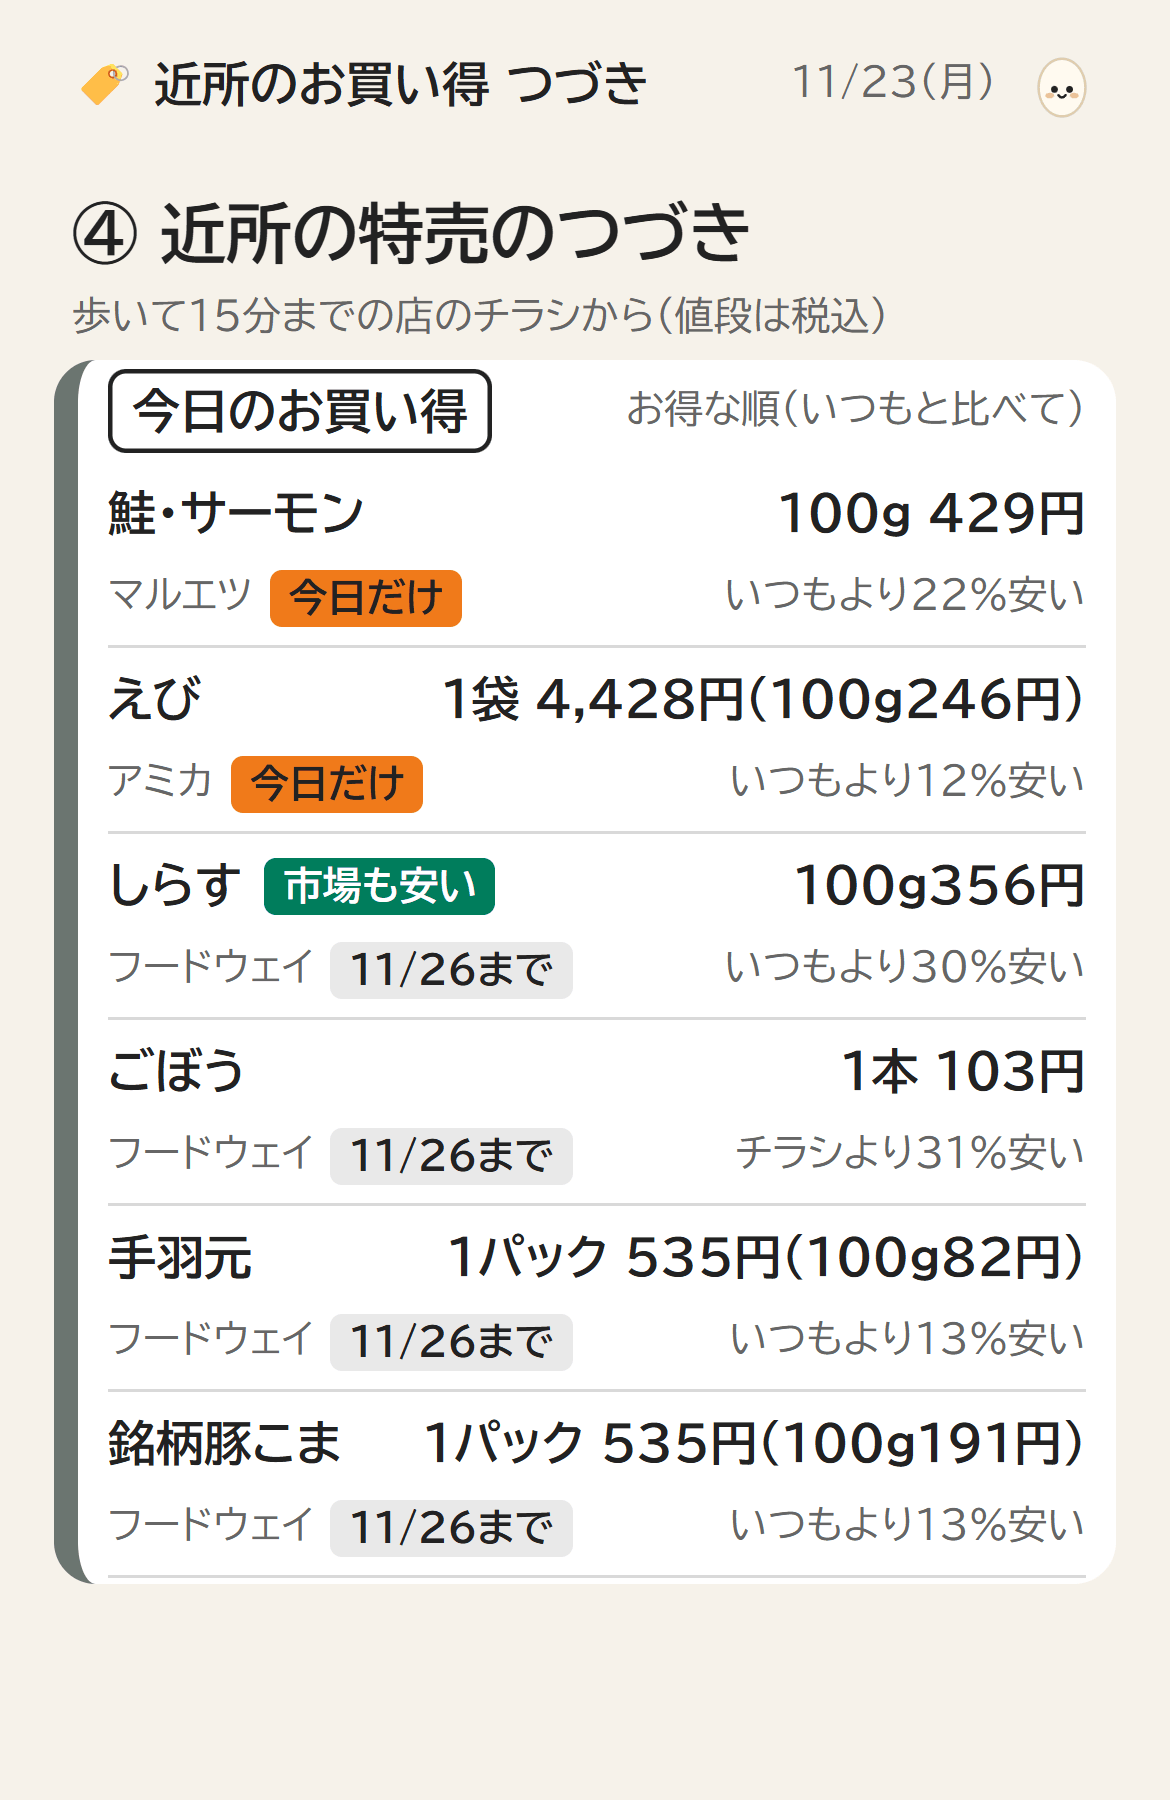 近所のお買い得 つづき 11/23(月)
④ 近所の特売のつづき
歩いて15分までの店のチラシから(値段は税込)
今日のお買い得 お得な順(いつもと比べて)
鮭・サーモン 100g 429円
マルエツ 今日だけ いつもより22%安い
えび 1袋 4,428円(100g246円)
アミカ 今日だけ いつもより12%安い
しらす 市場も安い 100g356円
フードウェイ 11/26まで いつもより30%安い
ごぼう 1本 103円
フードウェイ 11/26まで チラシより31%安い
手羽元 1パック 535円(100g82円)
フードウェイ 11/26まで いつもより13%安い
銘柄豚こま 1パック 535円(100g191円)
フードウェイ 11/26まで いつもより13%安い